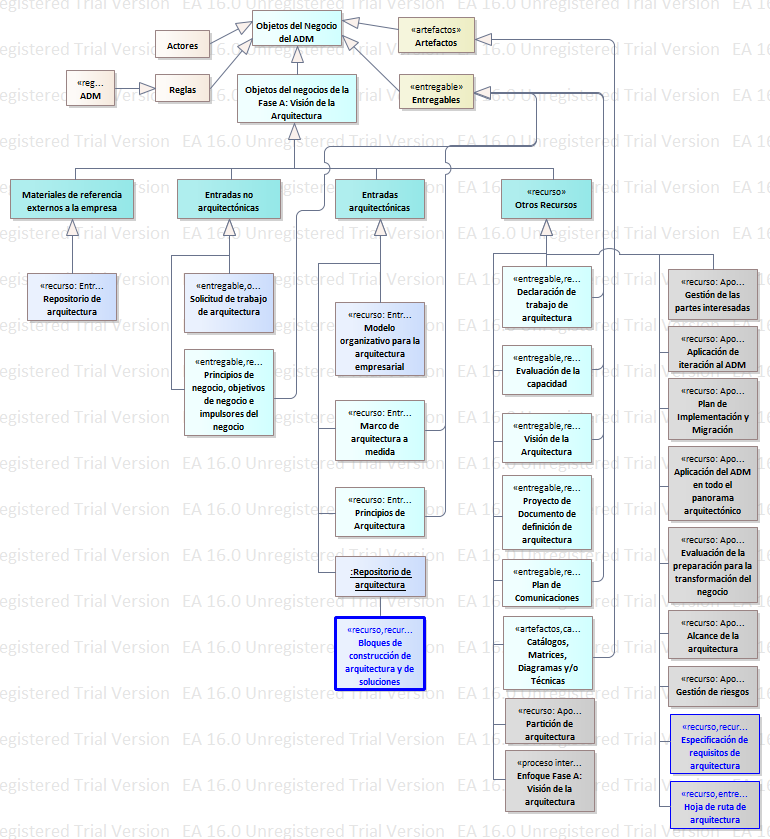 Objetos del Negocio
del ADM
«artefactos»
Artefactos
Actores
«reg...
ADM
Reglas
Objetos del negocios de la
Fase A: Visión de la
Arquitectura
«entregable»
Entregables
Materiales de referencia
externos a la empresa
Entradas no
arquitectónicas
Entradas
arquitectónicas
«recurso»
Otros Recursos
«recurso: Entr...
Repositorio de
arquitectura
«entregable,o...
Solicitud de trabajo
de arquitectura
«entregable,re...
Principios de
negocio, objetivos
de negocio e
impulsores del
negocio
«recurso: Entr...
Modelo
organizativo para la
arquitectura
empresarial
«recurso: Entr...
Marco de
arquitectura a
medida
«recurso: Entr...
Principios de
Arquitectura
:Repositorio de
arquitectura
«recurso,recur...
Bloques de
construcción de
arquitectura y de
soluciones
«entregable,re...
Declaración de
trabajo de
arquitectura
«entregable,re...
Evaluación de la
capacidad
«entregable,re...
Visión de la
Arquitectura
«entregable,re...
Proyecto de
Documento de
definición de
arquitectura
«entregable,re...
Plan de
Comunicaciones
«artefactos,ca...
Catálogos,
Matrices,
Diagramas y/o
Técnicas
«recurso: Apo...
Partición de
arquitectura
«proceso inter...
Enfoque Fase A:
Visión de la
arquitectura
«recurso: Apo...
Gestión de las
partes interesadas
«recurso: Apo...
Aplicación de
iteración al ADM
«recurso: Apo...
Plan de
Implementación y
Migración
«recurso: Apo...
Aplicación del ADM
en todo el
panorama
arquitectónico
«recurso: Apo...
Evaluación de la
preparación para la
transformación del
negocio
«recurso: Apo...
Alcance de la
arquitectura
«recurso: Apo...
Gestión de riesgos
«recurso,recur...
Especificación de
requisitos de
arquitectura
«recurso,entre...
Hoja de ruta de
arquitectura
EA 16.0 Unregistered Trial Version